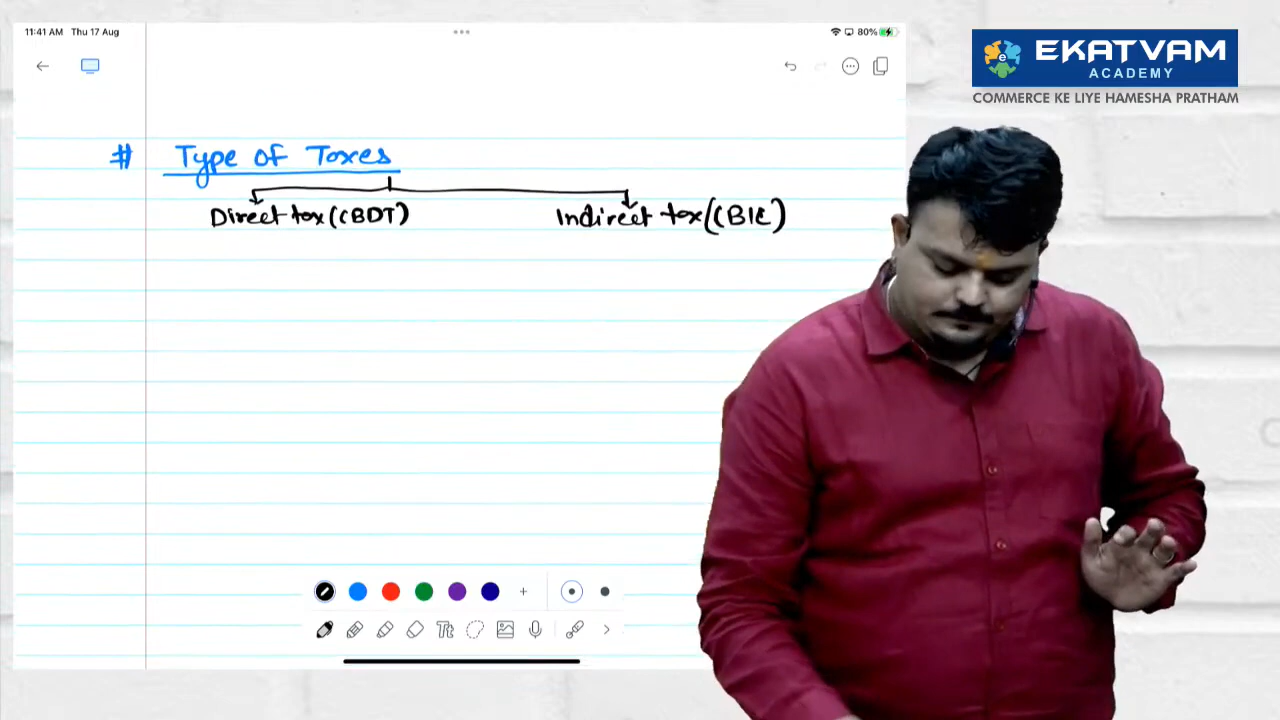 11:41 AM Thu 17 Aug
80%
EKATVAM
ACADEMY
COMMERCE KE LIYE HAMESHA PRATHAM
# Type of Taxes
Direct tax (CBDT)
Indirect tax (CBIC)
Tt